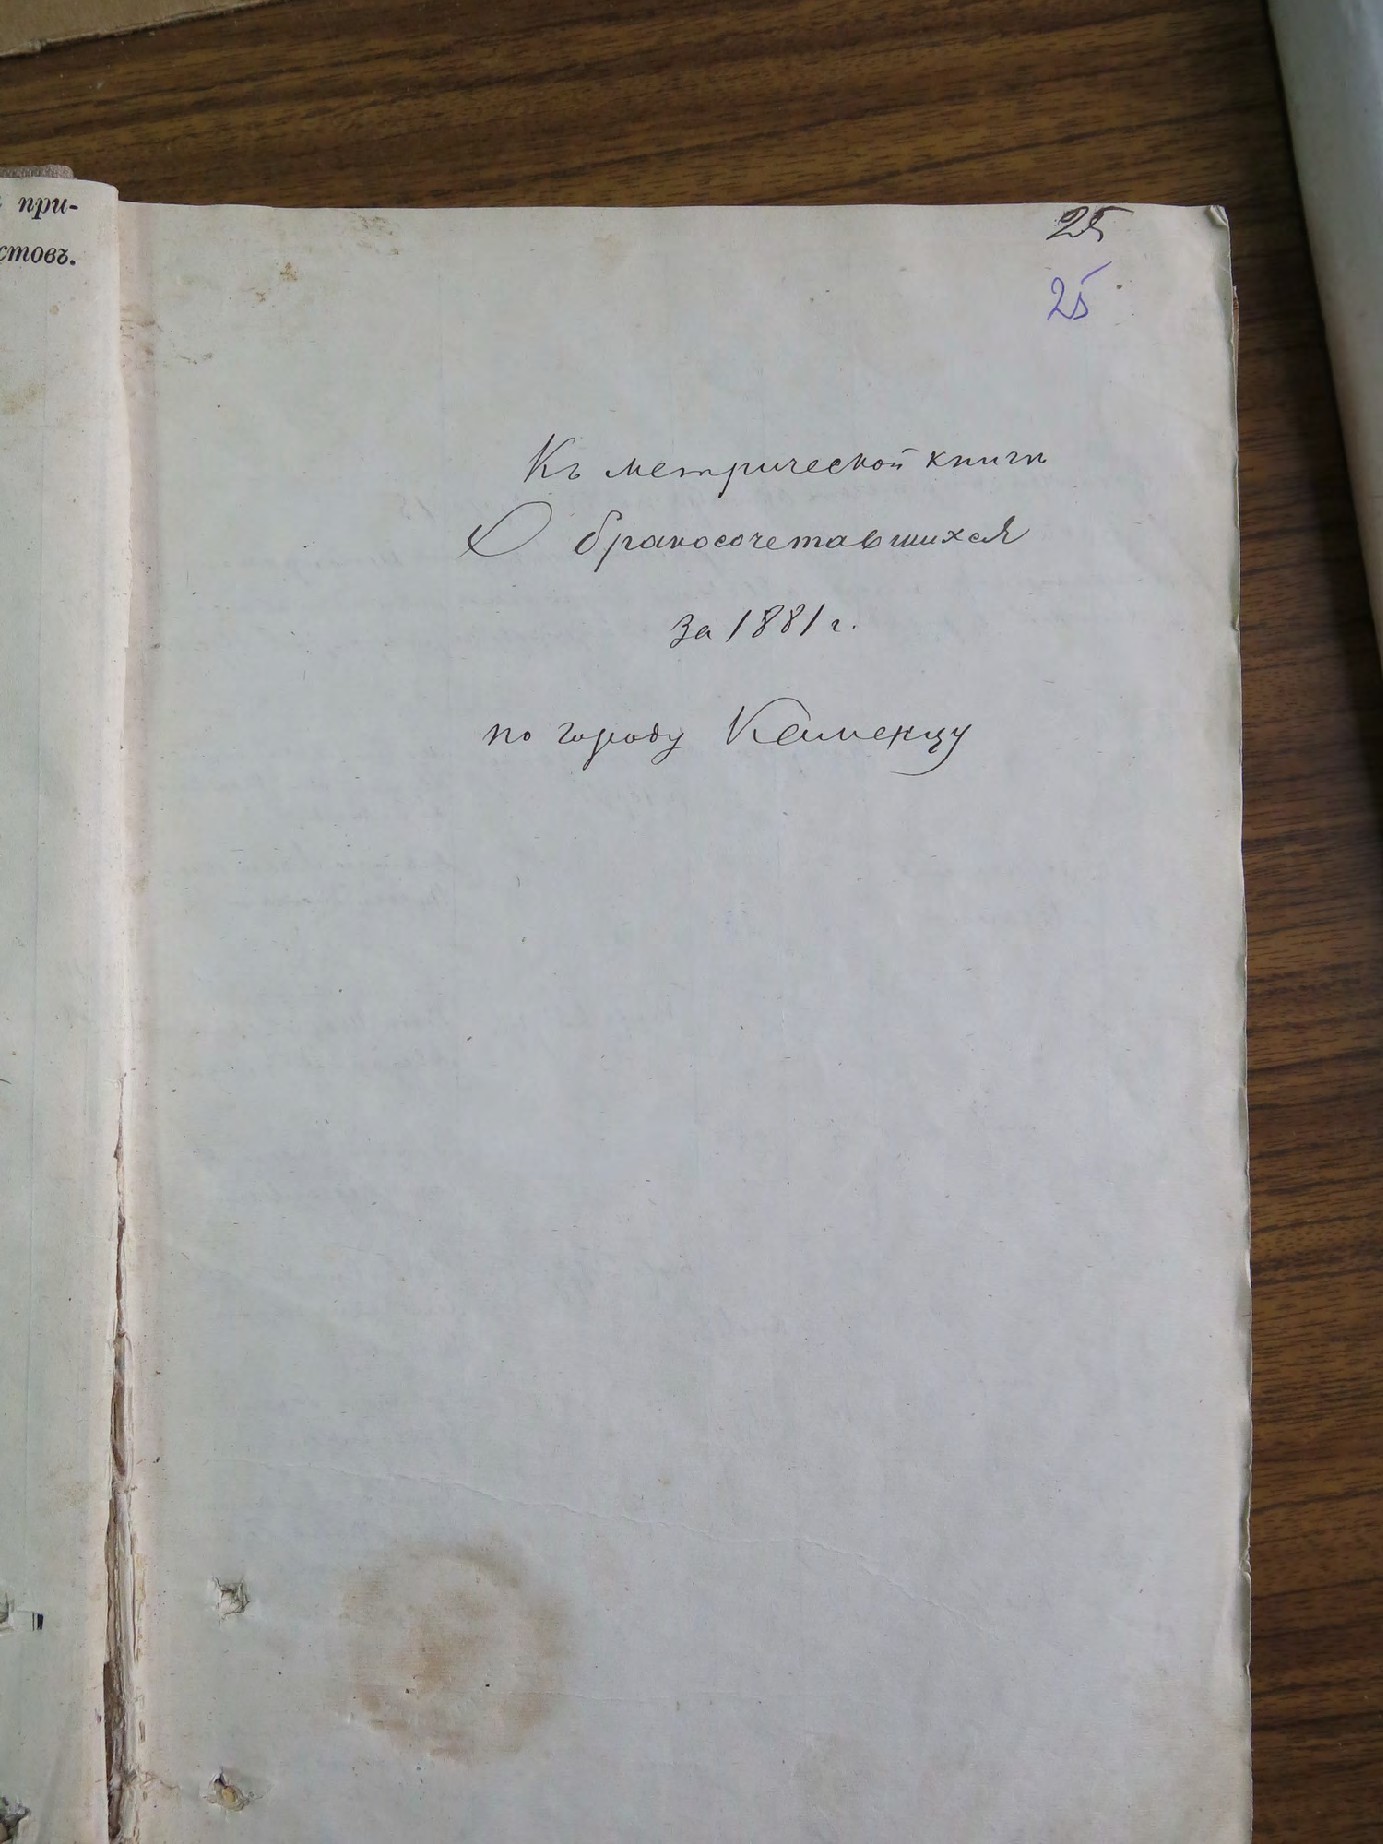 при-
стовъ.
25
25
Къ метрической книги
О бракосочетавшихся
за 1881 г.
по городу Каменцу